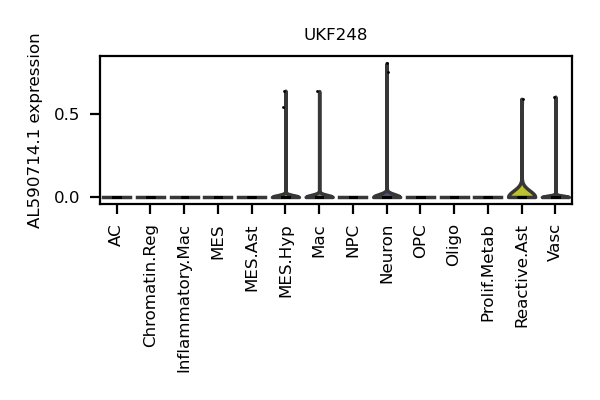 UKF248
AL590714.1 expression
0.5
0.0
AC
Chromatin.Reg
Inflammatory.Mac
MES
MES.Ast
MES.Hyp
Mac
NPC
Neuron
OPC
Oligo
Prolif.Metab
Reactive.Ast
Vasc